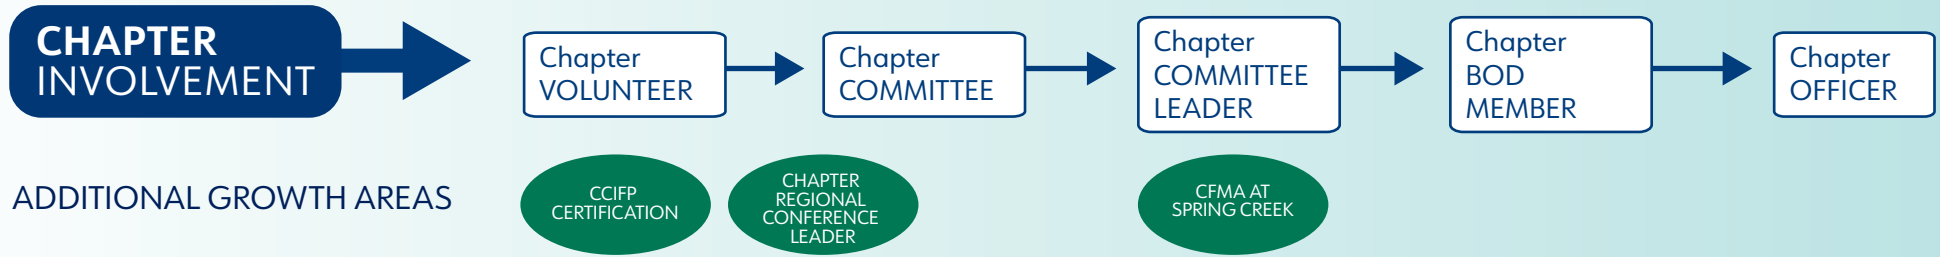 CHAPTER
INVOLVEMENT
Chapter
VOLUNTEER
Chapter
COMMITTEE
Chapter
COMMITTEE
LEADER
Chapter
BOD
MEMBER
Chapter
OFFICER
ADDITIONAL GROWTH AREAS
CCIFP
CERTIFICATION
CHAPTER
REGIONAL
CONFERENCE
LEADER
CFMA AT
SPRING CREEK